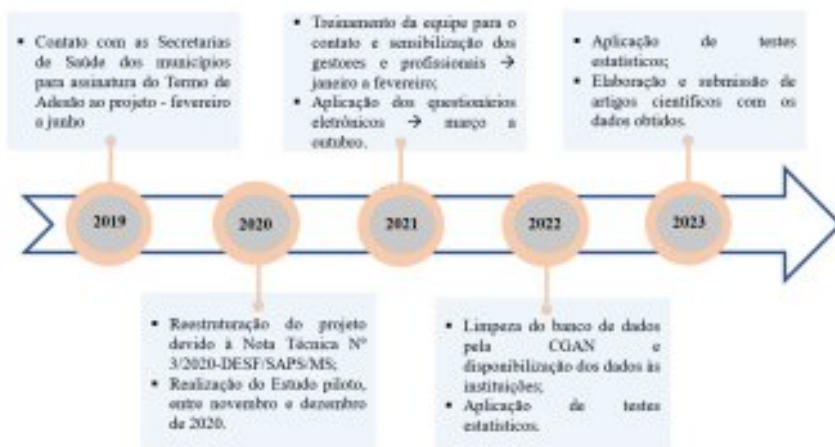 ▪ Contato com as Secretarias
de Saúde dos municípios
para assinatura do Termo de
Adesão ao projeto - fevereiro
a junho
▪ Treinamento da equipe para o
contato e sensibilização dos
gestores e profissionais →
janeiro a fevereiro;
▪ Aplicação dos questionários
eletrônicos → março a
outubro.
▪ Aplicação de testes
estatísticos;
▪ Elaboração e submissão de
artigos científicos com os
dados obtidos.
2019
2020
2021
2022
2023
▪ Reestruturação do projeto
devido à Nota Técnica Nº
3/2020-DESF/SAPS/MS;
▪ Realização do Estudo piloto,
entre novembro e dezembro
de 2020.
▪ Limpeza do banco de dados
pela CGAN e
disponibilização dos dados às
instituições;
▪ Aplicação de testes
estatísticos.